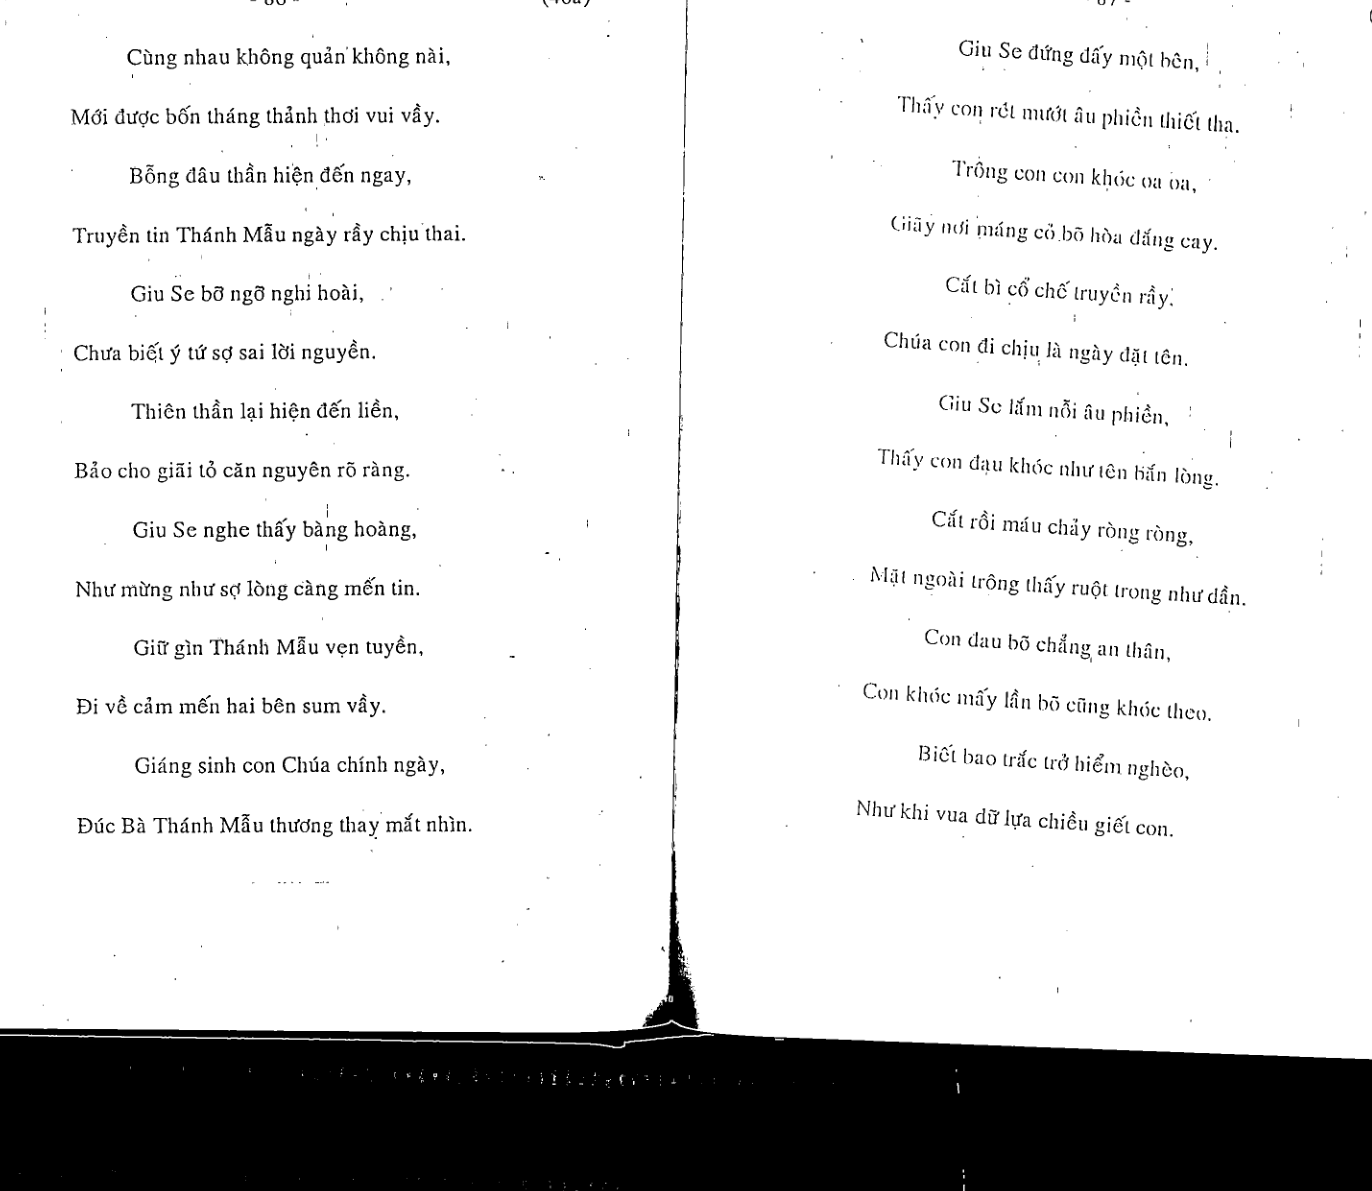 Cùng nhau không quản không nài,
Mới được bốn tháng thảnh thơi vui vầy.
Bỗng đâu thần hiện đến ngay,
Truyền tin Thánh Mẫu ngày rầy chịu thai.
Giu Se bỡ ngỡ nghi hoài,
Chưa biết ý tứ sợ sai lời nguyền.
Thiên thần lại hiện đến liền,
Bảo cho giãi tỏ căn nguyên rõ ràng.
Giu Se nghe thấy bàng hoàng,
Như mừng như sợ lòng càng mến tin.
Giữ gìn Thánh Mẫu vẹn tuyền,
Đi về cảm mến hai bên sum vầy.
Giáng sinh con Chúa chính ngày,
Đúc Bà Thánh Mẫu thương thay mắt nhìn.
Giu Se đứng dấy một bên,
Thấy con rét mướt âu phiền thiết tha.
Trông con con khóc oa oa,
Giãy nơi máng cỏ bõ hòa đắng cay.
Cắt bì cổ chế truyền rầy.
Chúa con đi chịu là ngày đặt tên.
Giu Se lắm nỗi âu phiền,
Thấy con đau khóc như tên bắn lòng.
Cắt rồi máu chảy ròng ròng,
Mặt ngoài trông thấy ruột trong như dần.
Con đau bõ chẳng an thân,
Con khóc mấy lần bõ cũng khóc theo.
Biết bao trắc trở hiểm nghèo,
Như khi vua dữ lựa chiều giết con.